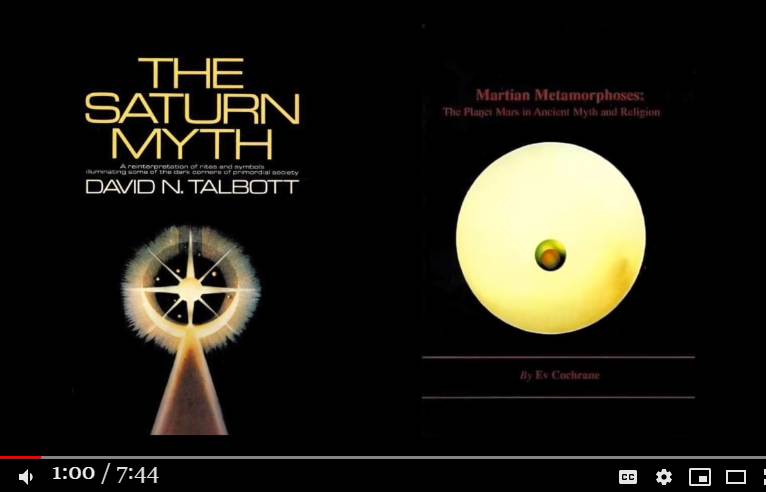 THE
SATURN
MYTH
A reinterpretation of rites and symbols
illuminating some of the dark corners of primordial society
DAVID N. TALBOTT
Martian Metamorphoses:
The Planet Mars in Ancient Myth and Religion
By Ev Cochrane
1:00 / 7:44
CC